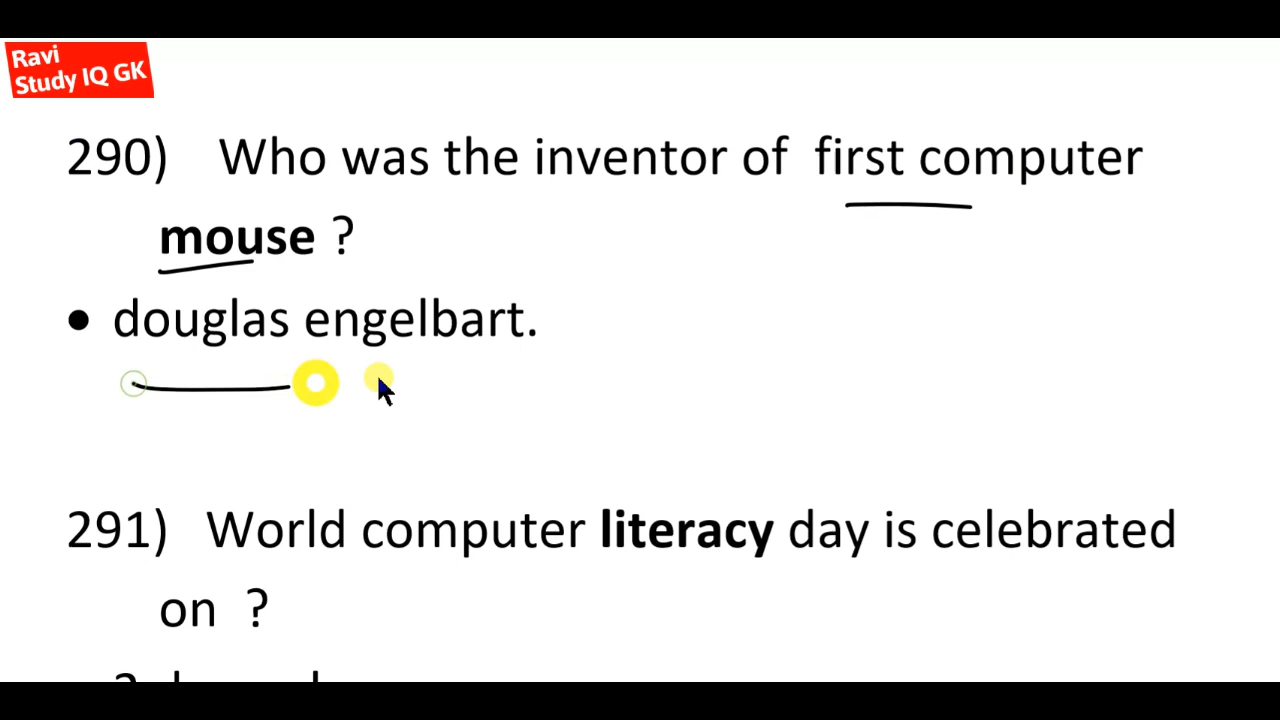 Ravi
Study IQ GK
290) Who was the inventor of first computer
mouse ?
• douglas engelbart.
291) World computer literacy day is celebrated
on ?